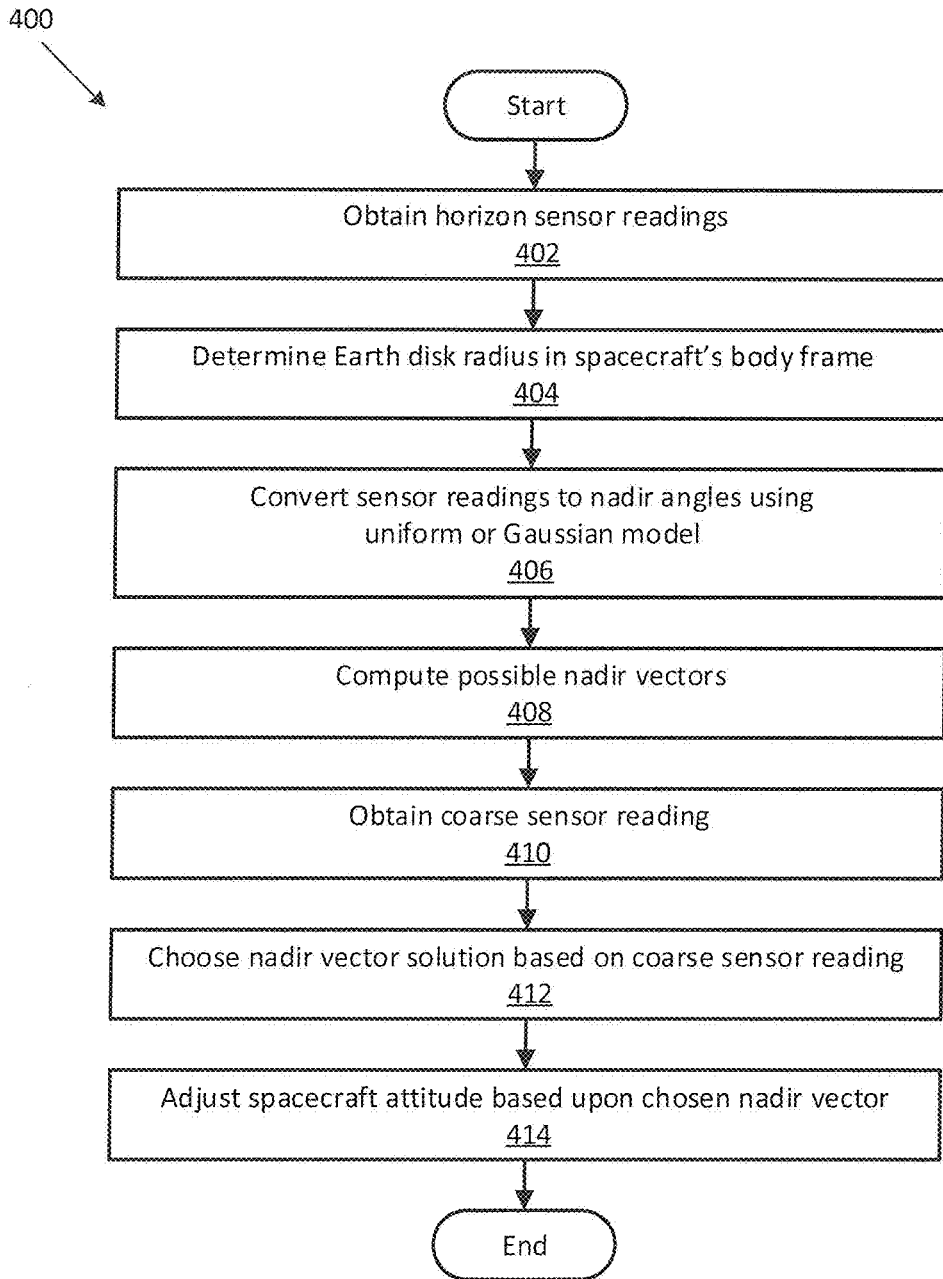 400
Start
Obtain horizon sensor readings
402
Determine Earth disk radius in spacecraft's body frame
404
Convert sensor readings to nadir angles using
uniform or Gaussian model
406
Compute possible nadir vectors
408
Obtain coarse sensor reading
410
Choose nadir vector solution based on coarse sensor reading
412
Adjust spacecraft attitude based upon chosen nadir vector
414
End